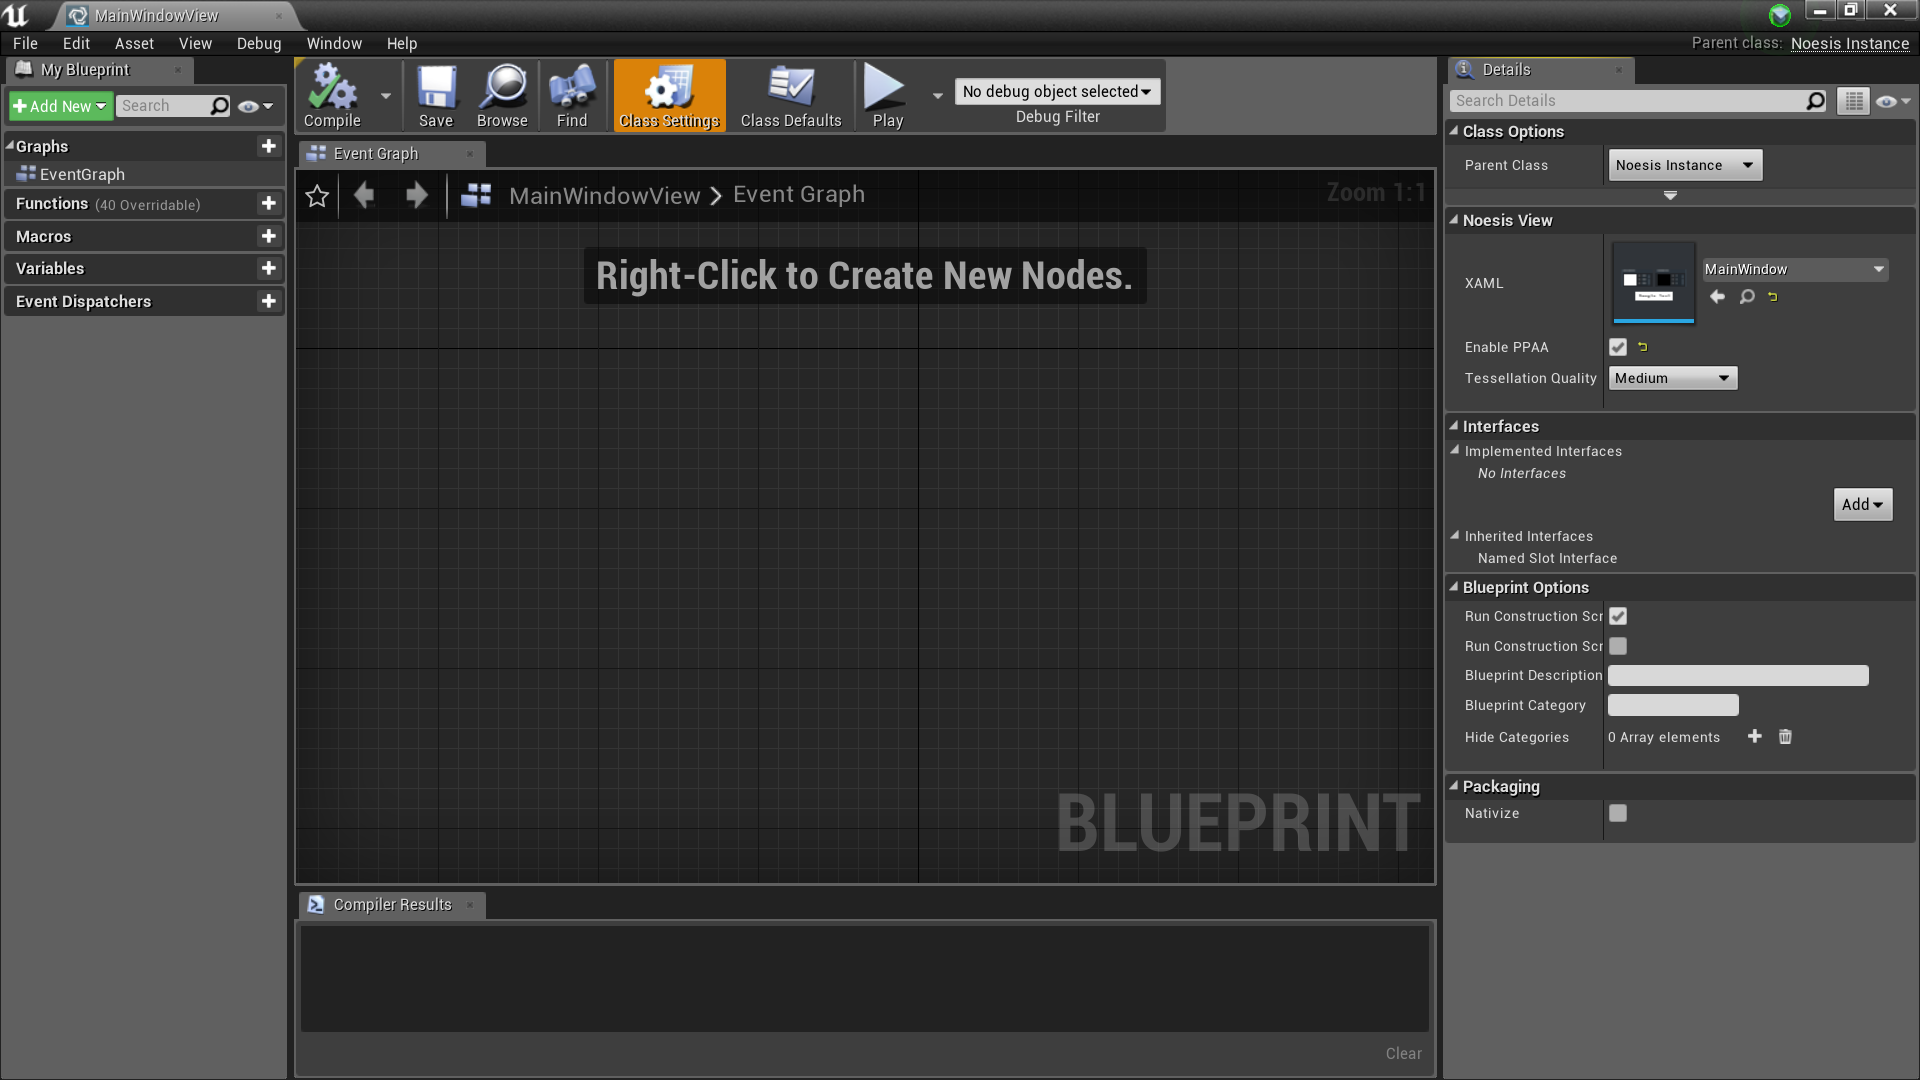 MainWindowView
File Edit Asset View Debug Window Help
Parent class: Noesis Instance
My Blueprint
Add New Search
Graphs
EventGraph
Functions (40 Overridable)
Macros
Variables
Event Dispatchers
Compile Save Browse Find Class Settings Class Defaults Play
No debug object selected
Debug Filter
Event Graph
MainWindowView > Event Graph
Zoom 1:1
Right-Click to Create New Nodes.
BLUEPRINT
Compiler Results
Clear
Details
Search Details
Class Options
Parent Class Noesis Instance
Noesis View
XAML MainWindow
Enable PPAA
Tessellation Quality Medium
Interfaces
Implemented Interfaces
No Interfaces
Add
Inherited Interfaces
Named Slot Interface
Blueprint Options
Run Construction Scr
Run Construction Scr
Blueprint Description
Blueprint Category
Hide Categories 0 Array elements
Packaging
Nativize